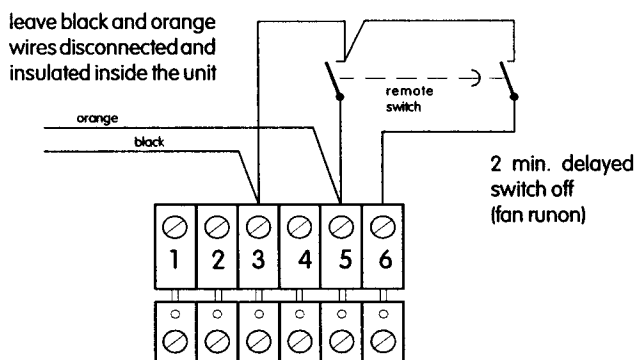 leave black and orange
wires disconnected and
insulated inside the unit
remote
switch
orange
black
2 min. delayed
switch off
(fan runon)
1 2 3 4 5 6